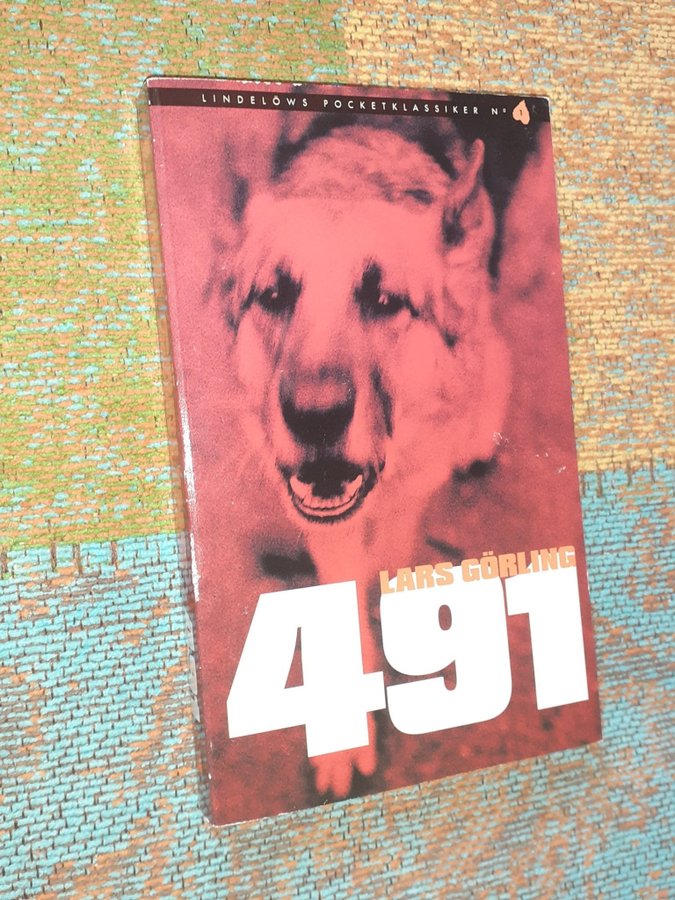 LINDELÖWS POCKETKLASSIKER Nº 1
LARS GÖRLING
491